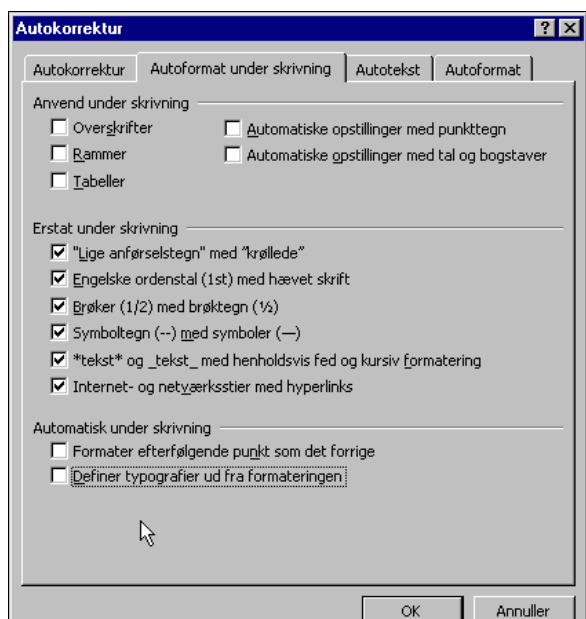 Autokorrektur
Autokorrektur Autoformat under skrivning Autotekst Autoformat
Anvend under skrivning
Overskrifter Automatiske opstillinger med punkttegn
Rammer Automatiske opstillinger med tal og bogstaver
Tabeller
Erstat under skrivning
"Lige anførselstegn" med “krøllede”
Engelske ordenstal (1st) med hævet skrift
Brøker (1/2) med brøktegn (½)
Symboltegn (--) med symboler (—)
*tekst* og _tekst_ med henholdsvis fed og kursiv formatering
Internet- og netværksstier med hyperlinks
Automatisk under skrivning
Formater efterfølgende punkt som det forrige
Definer typografier ud fra formateringen
OK Annuller